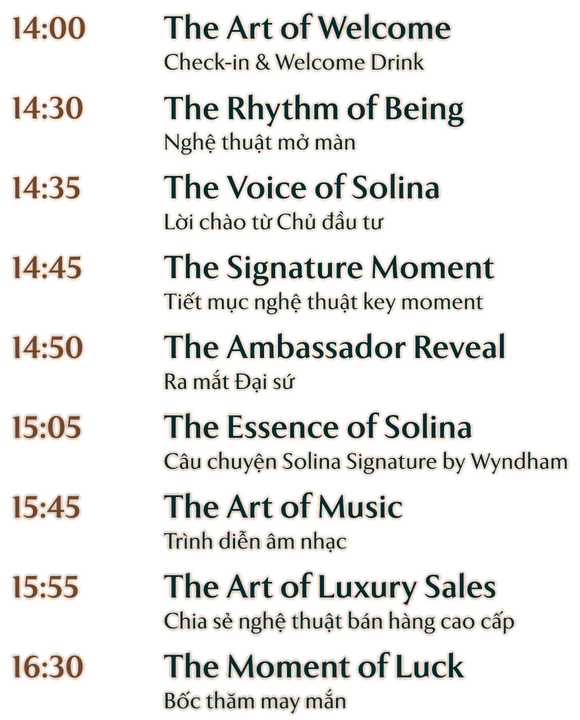 14:00 The Art of Welcome
Check-in & Welcome Drink
14:30 The Rhythm of Being
Nghệ thuật mở màn
14:35 The Voice of Solina
Lời chào từ Chủ đầu tư
14:45 The Signature Moment
Tiết mục nghệ thuật key moment
14:50 The Ambassador Reveal
Ra mắt Đại sứ
15:05 The Essence of Solina
Câu chuyện Solina Signature by Wyndham
15:45 The Art of Music
Trình diễn âm nhạc
15:55 The Art of Luxury Sales
Chia sẻ nghệ thuật bán hàng cao cấp
16:30 The Moment of Luck
Bốc thăm may mắn